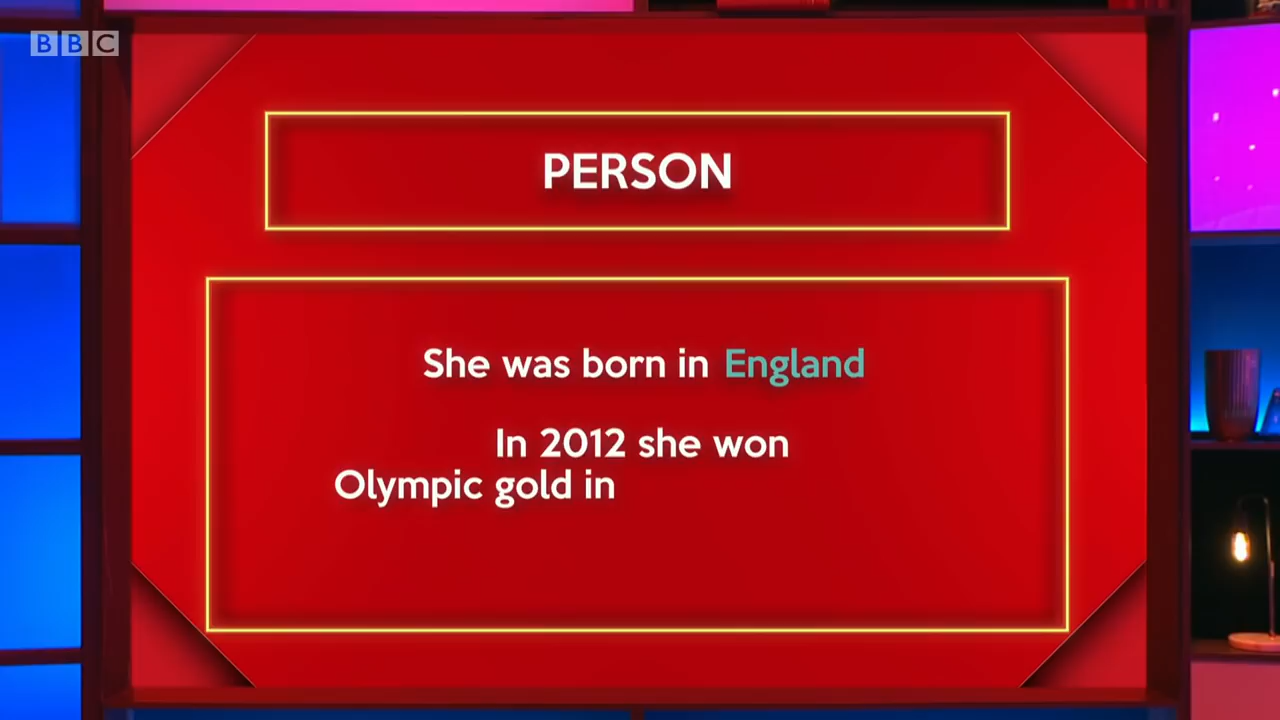 BBC
PERSON
She was born in England
In 2012 she won
Olympic gold in